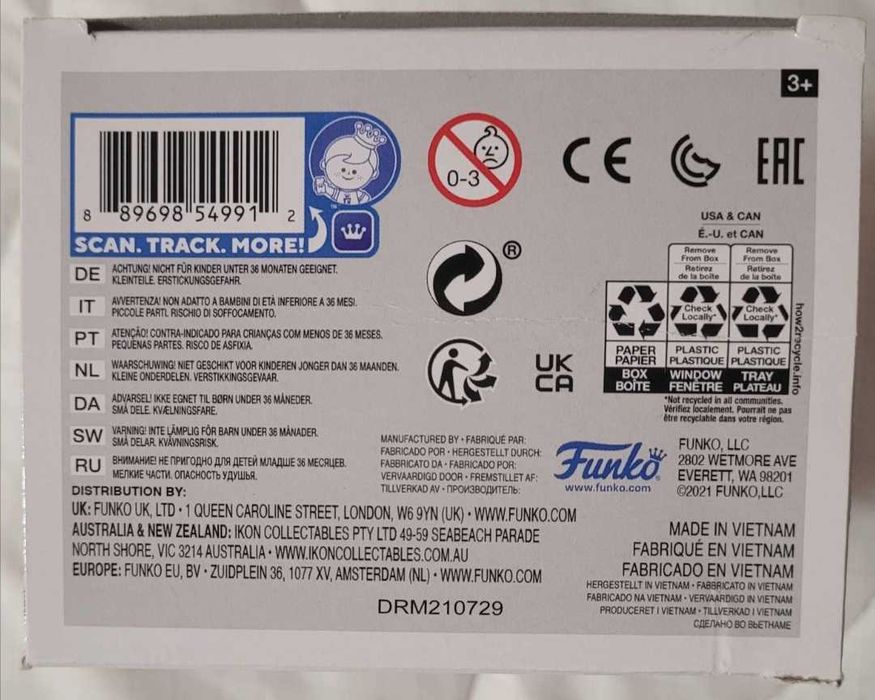 3+
8 89698 54991 2
SCAN. TRACK. MORE!
™
0-3
CE
EAC
USA & CAN
É.-U. et CAN
Remove
From Box
Retirez
de la boîte
Remove
From Box
Retirez
de la boîte
Check
Locally*
Check
Locally*
PAPER
PAPIER
BOX
BOÎTE
PLASTIC
PLASTIQUE
WINDOW
FENÊTRE
PLASTIC
PLASTIQUE
TRAY
PLATEAU
how2recycle.info
*Not recycled in all communities.
Vérifiez localement. Pourrait ne pas
être recyclable dans votre région.
®
UK
CA
DE ACHTUNG! NICHT FÜR KINDER UNTER 36 MONATEN GEEIGNET.
KLEINTEILE. ERSTICKUNGSGEFAHR.
IT AVVERTENZA! NON ADATTO A BAMBINI DI ETÀ INFERIORE A 36 MESI.
PICCOLE PARTI. RISCHIO DI SOFFOCAMENTO.
PT ATENÇÃO! CONTRA-INDICADO PARA CRIANÇAS COM MENOS DE 36 MESES.
PEQUENAS PARTES. RISCO DE ASFIXIA.
NL WAARSCHUWING! NIET GESCHIKT VOOR KINDEREN JONGER DAN 36 MAANDEN.
KLEINE ONDERDELEN. VERSTIKKINGSGEVAAR.
DA ADVARSEL! IKKE EGNET TIL BØRN UNDER 36 MÅNEDER.
SMÅ DELE. KVÆLNINGSFARE.
SW VARNING! INTE LÄMPLIG FÖR BARN UNDER 36 MÅNADER.
SMÅ DELAR. KVÄVNINGSRISK.
RU ВНИМАНИЕ! НЕ ПРИГОДНО ДЛЯ ДЕТЕЙ МЛАДШЕ 36 МЕСЯЦЕВ.
МЕЛКИЕ ЧАСТИ. ОПАСНОСТЬ УДУШЬЯ.
MANUFACTURED BY • FABRIQUÉ PAR:
FABRICADO POR • HERGESTELLT DURCH:
FABBRICATO DA • FABRICADO POR:
VERVAARDIGD DOOR • FREMSTILLET AF:
TILLVERKAD AV • ПРОИЗВОДИТЕЛЬ:
Funko
www.funko.com
FUNKO, LLC
2802 WETMORE AVE
EVERETT, WA 98201
©2021 FUNKO,LLC
DISTRIBUTION BY:
UK: FUNKO UK, LTD • 1 QUEEN CAROLINE STREET, LONDON, W6 9YN (UK) • WWW.FUNKO.COM
AUSTRALIA & NEW ZEALAND: IKON COLLECTABLES PTY LTD 49-59 SEABEACH PARADE
NORTH SHORE, VIC 3214 AUSTRALIA • WWW.IKONCOLLECTABLES.COM.AU
EUROPE: FUNKO EU, BV • ZUIDPLEIN 36, 1077 XV, AMSTERDAM (NL) • WWW.FUNKO.COM
MADE IN VIETNAM
FABRIQUÉ EN VIETNAM
FABRICADO EN VIETNAM
HERGESTELLT IN VIETNAM • FABBRICATO IN VIETNAM
FABRICADO NA VIETNAM • VERVAARDIGD IN VIETNAM
PRODUCERET I VIETNAM • TILLVERKAD I VIETNAM
СДЕЛАНО ВО ВЬЕТНАМЕ
DRM210729